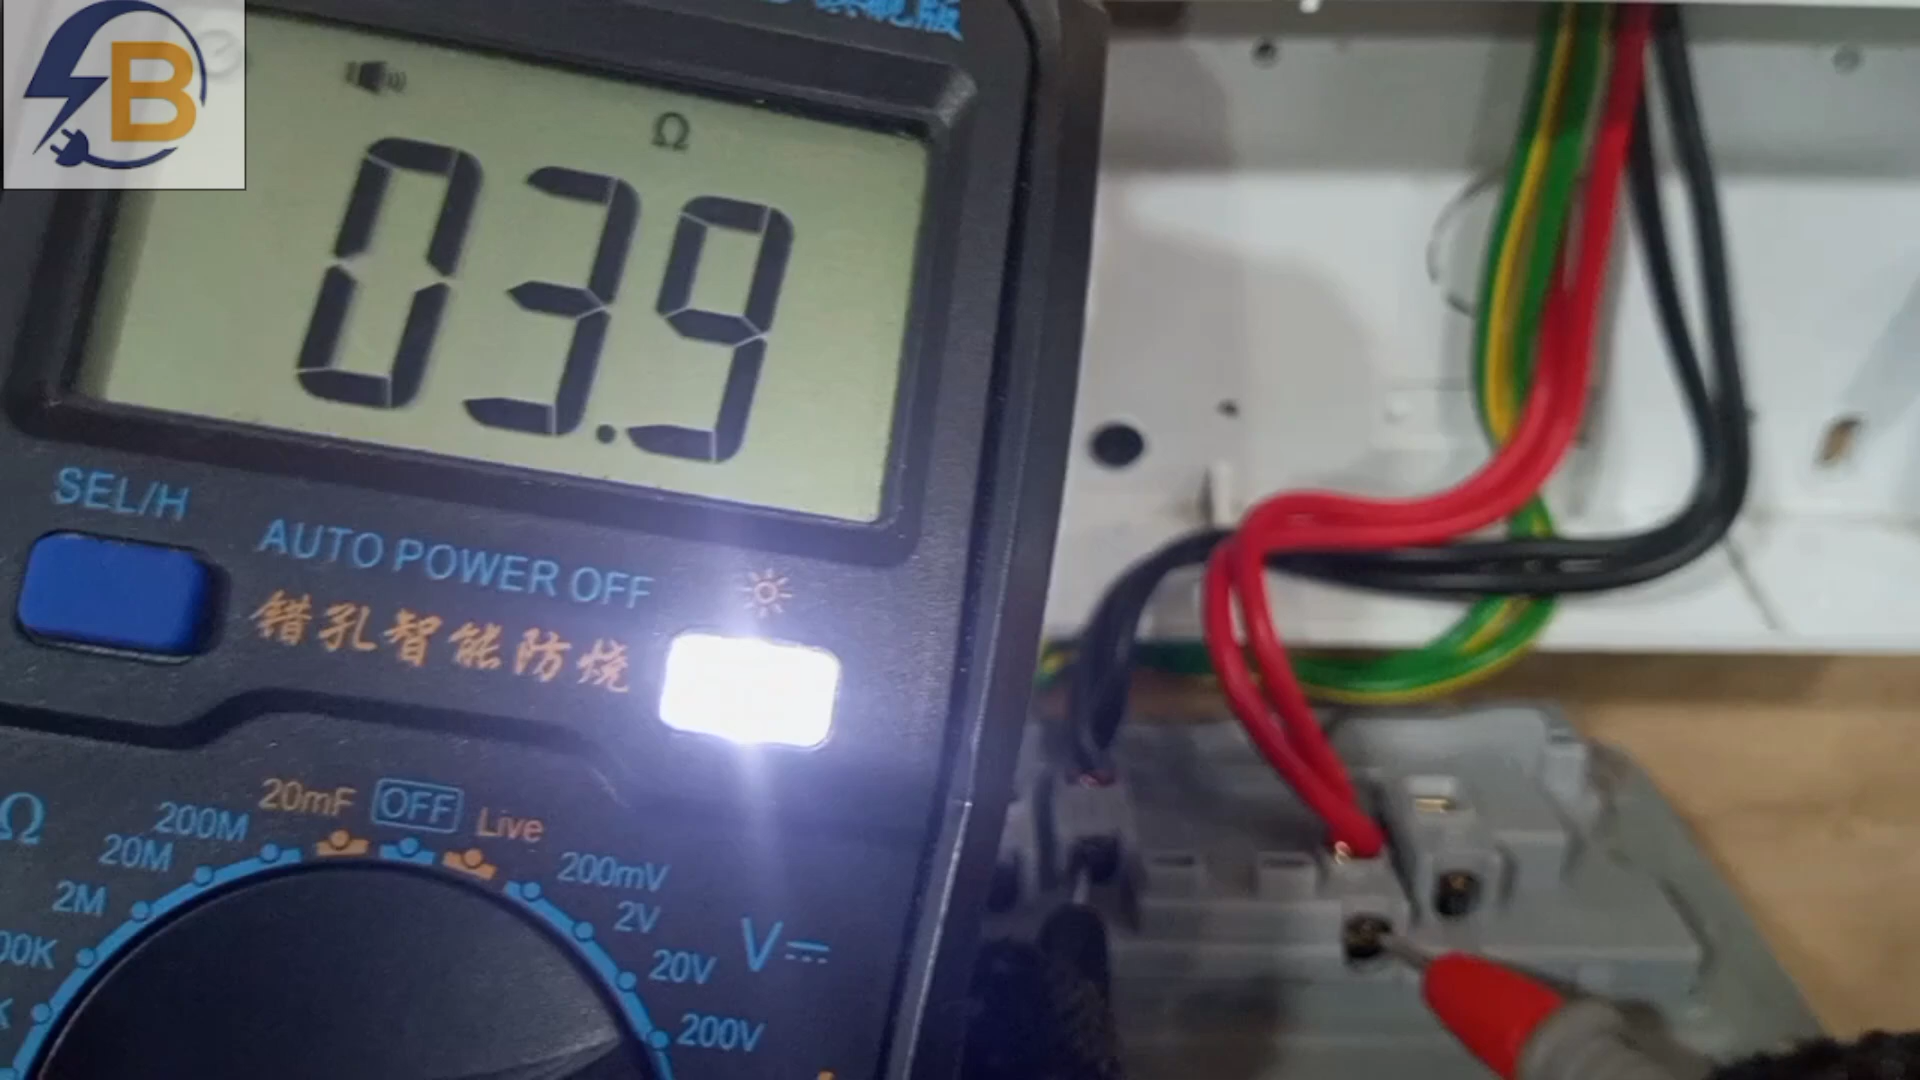 B
Ω
03.9
SEL/H
AUTO POWER OFF
错孔智能防烧
Ω
200M
20mF
OFF
Live
20M
200mV
2M
2V
00K
20V
V
K
200V